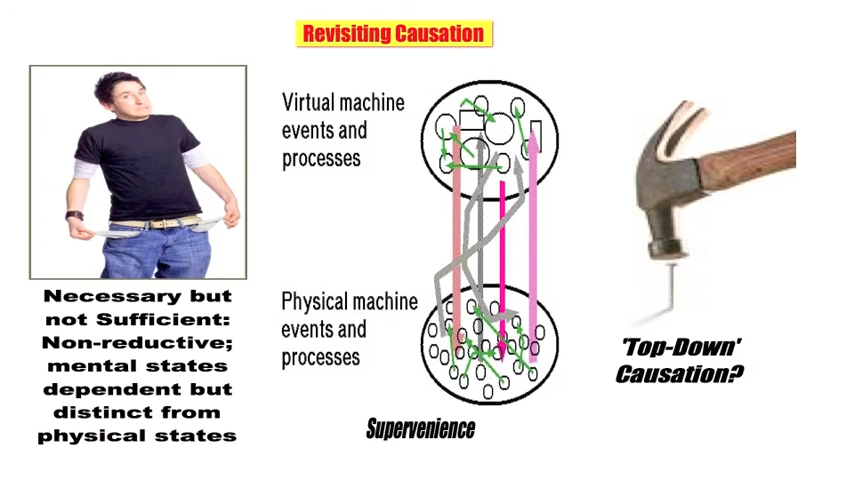 Revisiting Causation
Virtual machine
events and
processes
Physical machine
events and
processes
Necessary but
not Sufficient:
Non-reductive;
mental states
dependent but
distinct from
physical states
Supervenience
'Top-Down'
Causation?